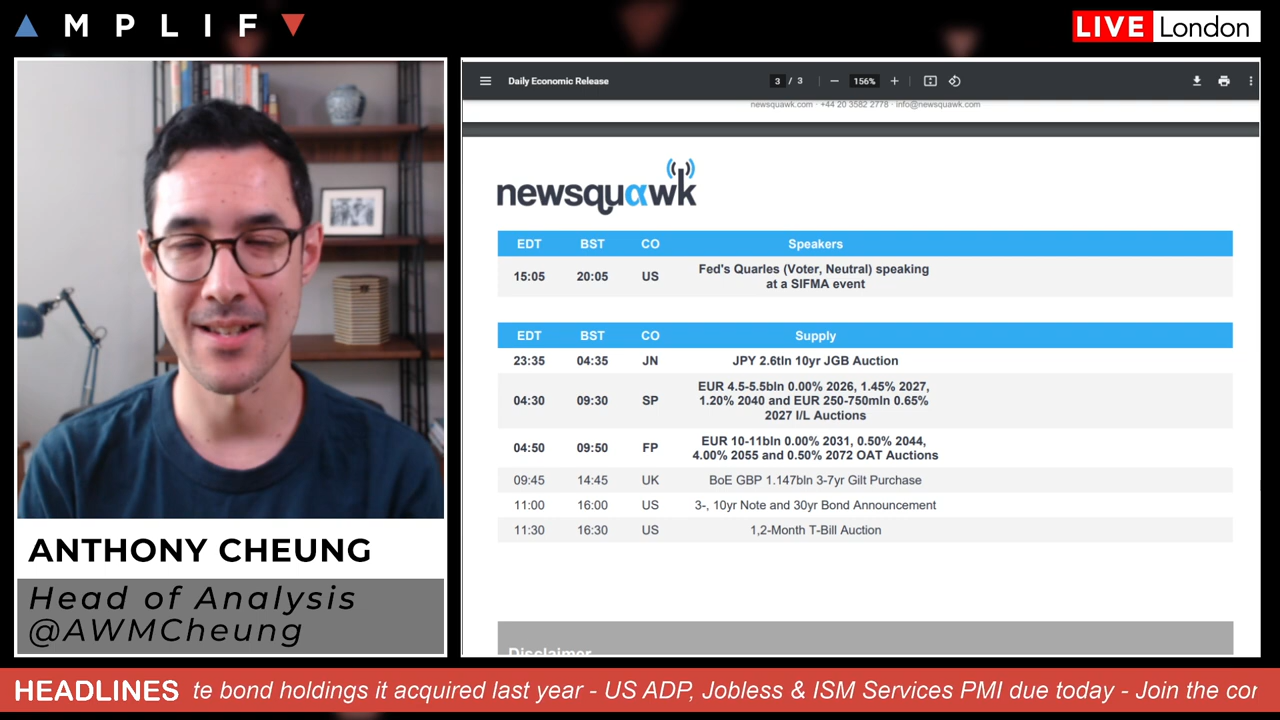 AMPLIFY
LIVE London
Daily Economic Release
3 / 3
156%
newsquawk.com · +44 20 3582 2778 · info@newsquawk.com
newsquawk
EDT BST CO Speakers
15:05 20:05 US Fed's Quarles (Voter, Neutral) speaking
at a SIFMA event
EDT BST CO Supply
23:35 04:35 JN JPY 2.6tln 10yr JGB Auction
04:30 09:30 SP EUR 4.5-5.5bln 0.00% 2026, 1.45% 2027,
1.20% 2040 and EUR 250-750mln 0.65%
2027 I/L Auctions
04:50 09:50 FP EUR 10-11bln 0.00% 2031, 0.50% 2044,
4.00% 2055 and 0.50% 2072 OAT Auctions
09:45 14:45 UK BoE GBP 1.147bln 3-7yr Gilt Purchase
11:00 16:00 US 3-, 10yr Note and 30yr Bond Announcement
11:30 16:30 US 1,2-Month T-Bill Auction
Disclaimer
ANTHONY CHEUNG
Head of Analysis
@AWMCheung
HEADLINES te bond holdings it acquired last year - US ADP, Jobless & ISM Services PMI due today - Join the cor